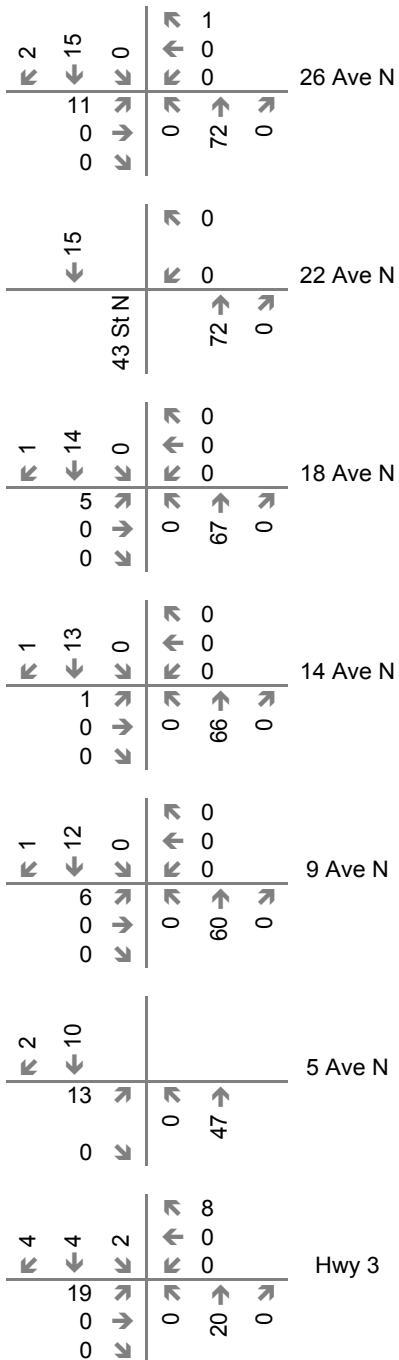 2 15 0 1
0
0 26 Ave N
11 0 72 0
0
0
15 0
0 22 Ave N
43 St N 72 0
1 14 0 0
0
0 18 Ave N
5 0 67 0
0
0
1 13 0 0
0
0 14 Ave N
1 0 66 0
0
0
1 12 0 0
0
0 9 Ave N
6 0 60 0
0
0
2 10
5 Ave N
13 0 47
0
4 4 2 8
0
0 Hwy 3
19 0 20 0
0
0